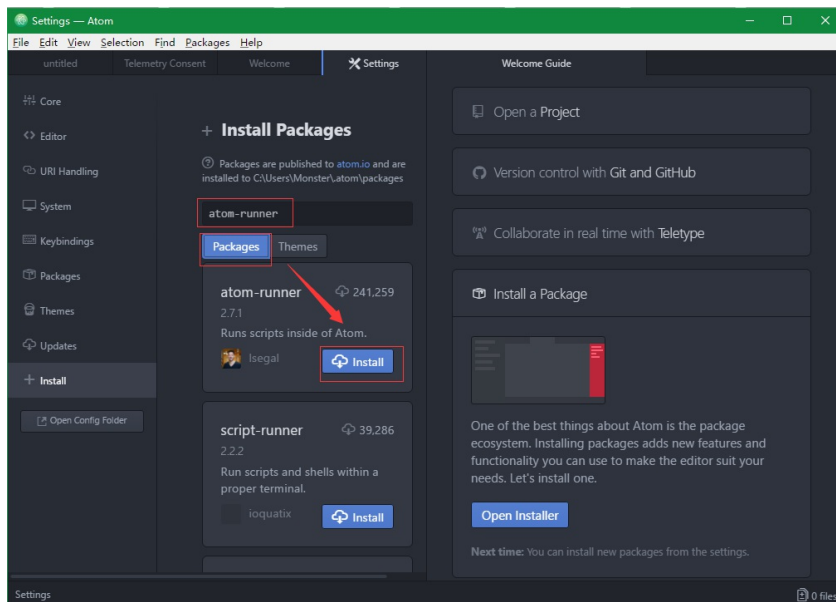 Settings — Atom
File Edit View Selection Find Packages Help
untitled
Telemetry Consent
Welcome
Settings
Welcome Guide
Core
Editor
URI Handling
System
Keybindings
Packages
Themes
Updates
Install
Open Config Folder
Install Packages
Packages are published to atom.io and are
installed to C:\Users\Monster\.atom\packages
atom-runner
Packages
Themes
atom-runner 241,259
2.7.1
Runs scripts inside of Atom.
lsegal
Install
script-runner 39,286
2.2.2
Run scripts and shells within a
proper terminal.
ioquatix
Install
Open a Project
Version control with Git and GitHub
Collaborate in real time with Teletype
Install a Package
One of the best things about Atom is the package
ecosystem. Installing packages adds new features and
functionality you can use to make the editor suit your
needs. Let's install one.
Open Installer
Next time: You can install new packages from the settings.
Settings
0 files